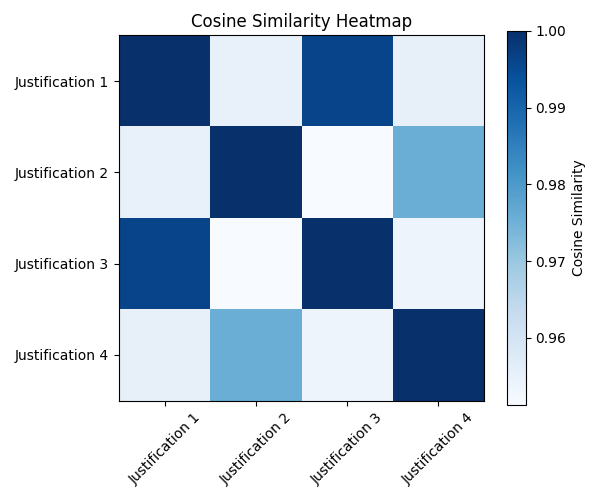 Cosine Similarity Heatmap
Justification 1
Justification 2
Justification 3
Justification 4
Justification 1
Justification 2
Justification 3
Justification 4
1.00
0.99
0.98
0.97
0.96
Cosine Similarity